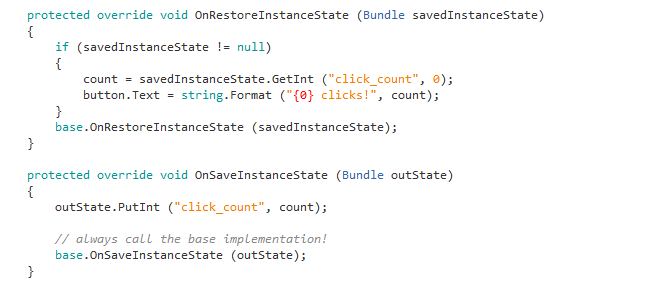 protected override void OnRestoreInstanceState (Bundle savedInstanceState)
{
    if (savedInstanceState != null)
    {
        count = savedInstanceState.GetInt ("click_count", 0);
        button.Text = string.Format ("{0} clicks!", count);
    }
    base.OnRestoreInstanceState (savedInstanceState);
}

protected override void OnSaveInstanceState (Bundle outState)
{
    outState.PutInt ("click_count", count);

    // always call the base implementation!
    base.OnSaveInstanceState (outState);
}